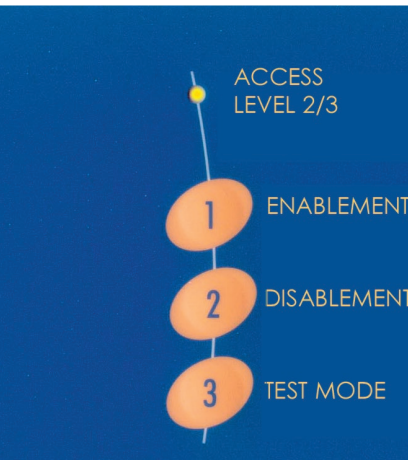 ACCESS
LEVEL 2/3
1 ENABLEMENT
2 DISABLEMENT
3 TEST MODE